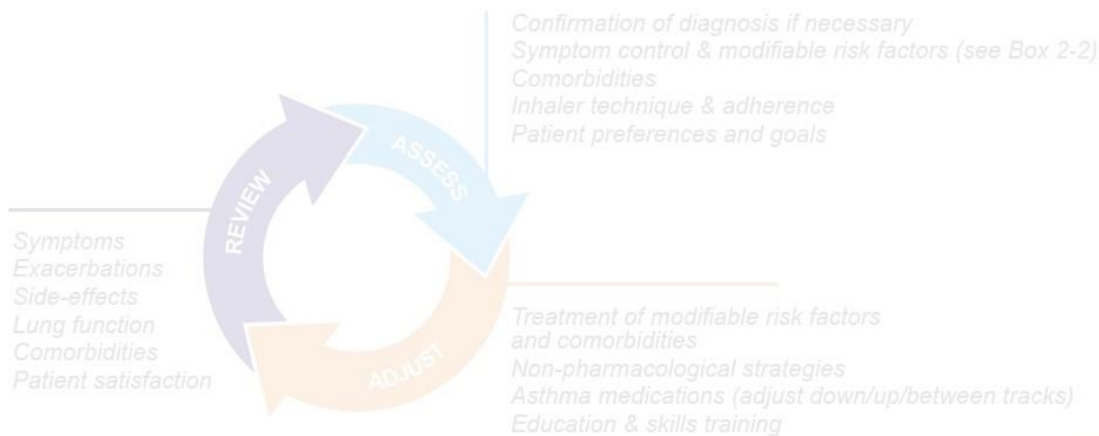 Confirmation of diagnosis if necessary
Symptom control & modifiable risk factors (see Box 2-2)
Comorbidities
Inhaler technique & adherence
Patient preferences and goals
ASSESS
REVIEW
Symptoms
Exacerbations
Side-effects
Lung function
Comorbidities
Patient satisfaction
ADJUST
Treatment of modifiable risk factors
and comorbidities
Non-pharmacological strategies
Asthma medications (adjust down/up/between tracks)
Education & skills training